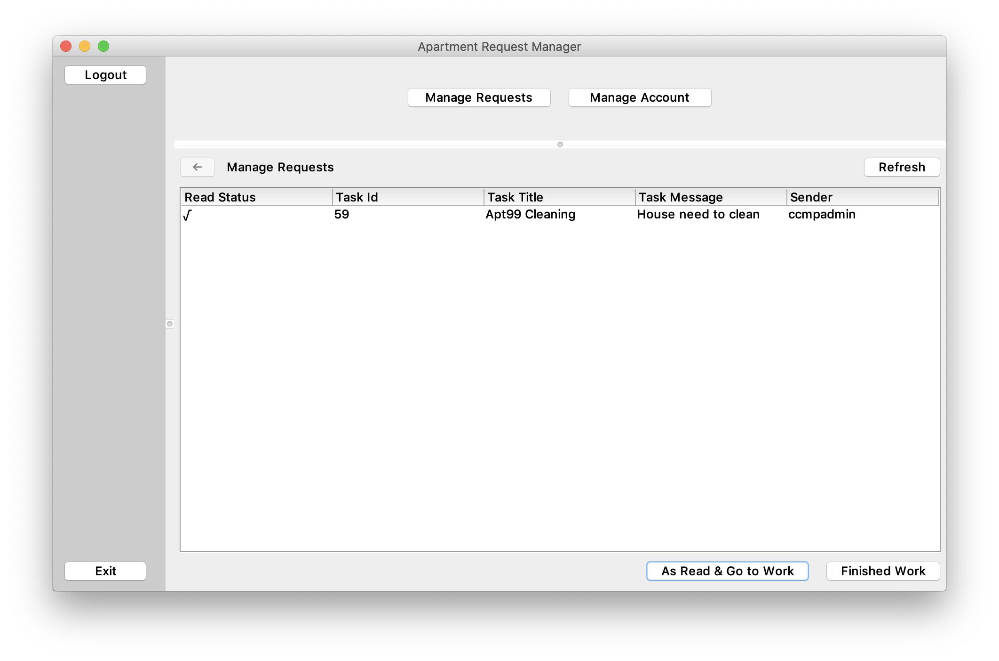 Apartment Request Manager
Logout
Manage Requests Manage Account
← Manage Requests Refresh
Read Status Task Id Task Title Task Message Sender
√ 59 Apt99 Cleaning House need to clean ccmpadmin
Exit As Read & Go to Work Finished Work